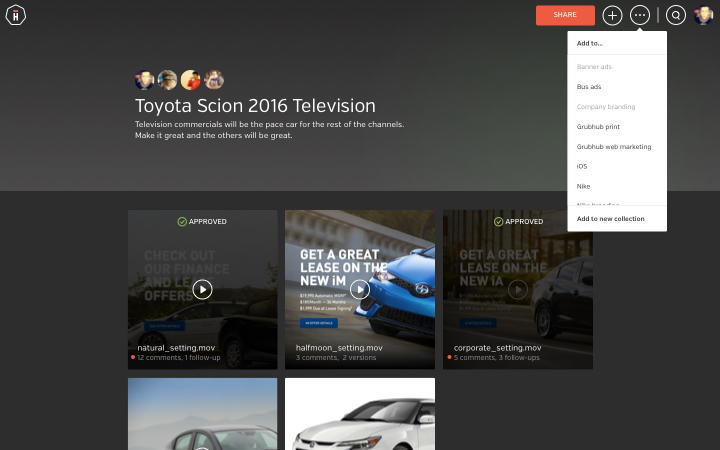 H
SHARE
Add to...
Banner ads
Bus ads
Company branding
Grubhub print
Grubhub web marketing
iOS
Nike
Add to new collection
Toyota Scion 2016 Television
Television commercials will be the pace car for the rest of the channels.
Make it great and the others will be great.
APPROVED
CHECK OUT
OUR FINANCE
AND LE
OFFERS
natural_setting.mov
12 comments, 1 follow-up
GET A GREAT
LEASE ON THE
NEW iM
halfmoon_setting.mov
3 comments, 2 versions
APPROVED
GET A GREAT
LEASE ON THE
NEW iA
corporate_setting.mov
5 comments, 3 follow-ups